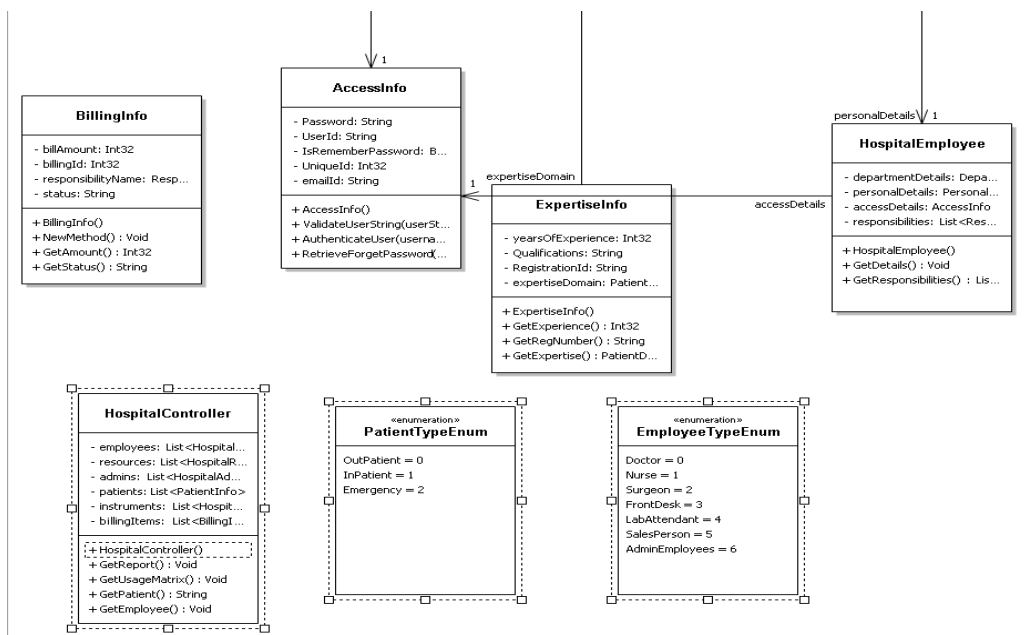 1
AccessInfo
- Password: String
- UserId: String
- IsRememberPassword: B...
- UniqueId: Int32
- emailId: String
+ AccessInfo()
+ ValidateUserString(userSt...
+ AuthenticateUser(userna...
+ RetrieveForgetPassword(...
BillingInfo
- billAmount: Int32
- billingId: Int32
- responsibilityName: Resp...
- status: String
+ BillingInfo()
+ NewMethod() : Void
+ GetAmount() : Int32
+ GetStatus() : String
personalDetails 1
HospitalEmployee
- departmentDetails: Depa...
- personalDetails: Personal...
- accessDetails: AccessInfo
- responsibilities: List<Res...
+ HospitalEmployee()
+ GetDetails() : Void
+ GetResponsibilities() : Lis...
1
expertiseDomain
accessDetails
ExpertiseInfo
- yearsOfExperience: Int32
- Qualifications: String
- RegistrationId: String
- expertiseDomain: Patient...
+ ExpertiseInfo()
+ GetExperience() : Int32
+ GetRegNumber() : String
+ GetExpertise() : PatientD...
HospitalController
- employees: List<Hospital...
- resources: List<HospitalR...
- admins: List<HospitalAd...
- patients: List<PatientInfo>
- instruments: List<Hospit...
- billingItems: List<BillingI...
+ HospitalController()
+ GetReport() : Void
+ GetUsageMatrix() : Void
+ GetPatient() : String
+ GetEmployee() : Void
«enumeration»
PatientTypeEnum
OutPatient = 0
InPatient = 1
Emergency = 2
«enumeration»
EmployeeTypeEnum
Doctor = 0
Nurse = 1
Surgeon = 2
FrontDesk = 3
LabAttendant = 4
SalesPerson = 5
AdminEmployees = 6